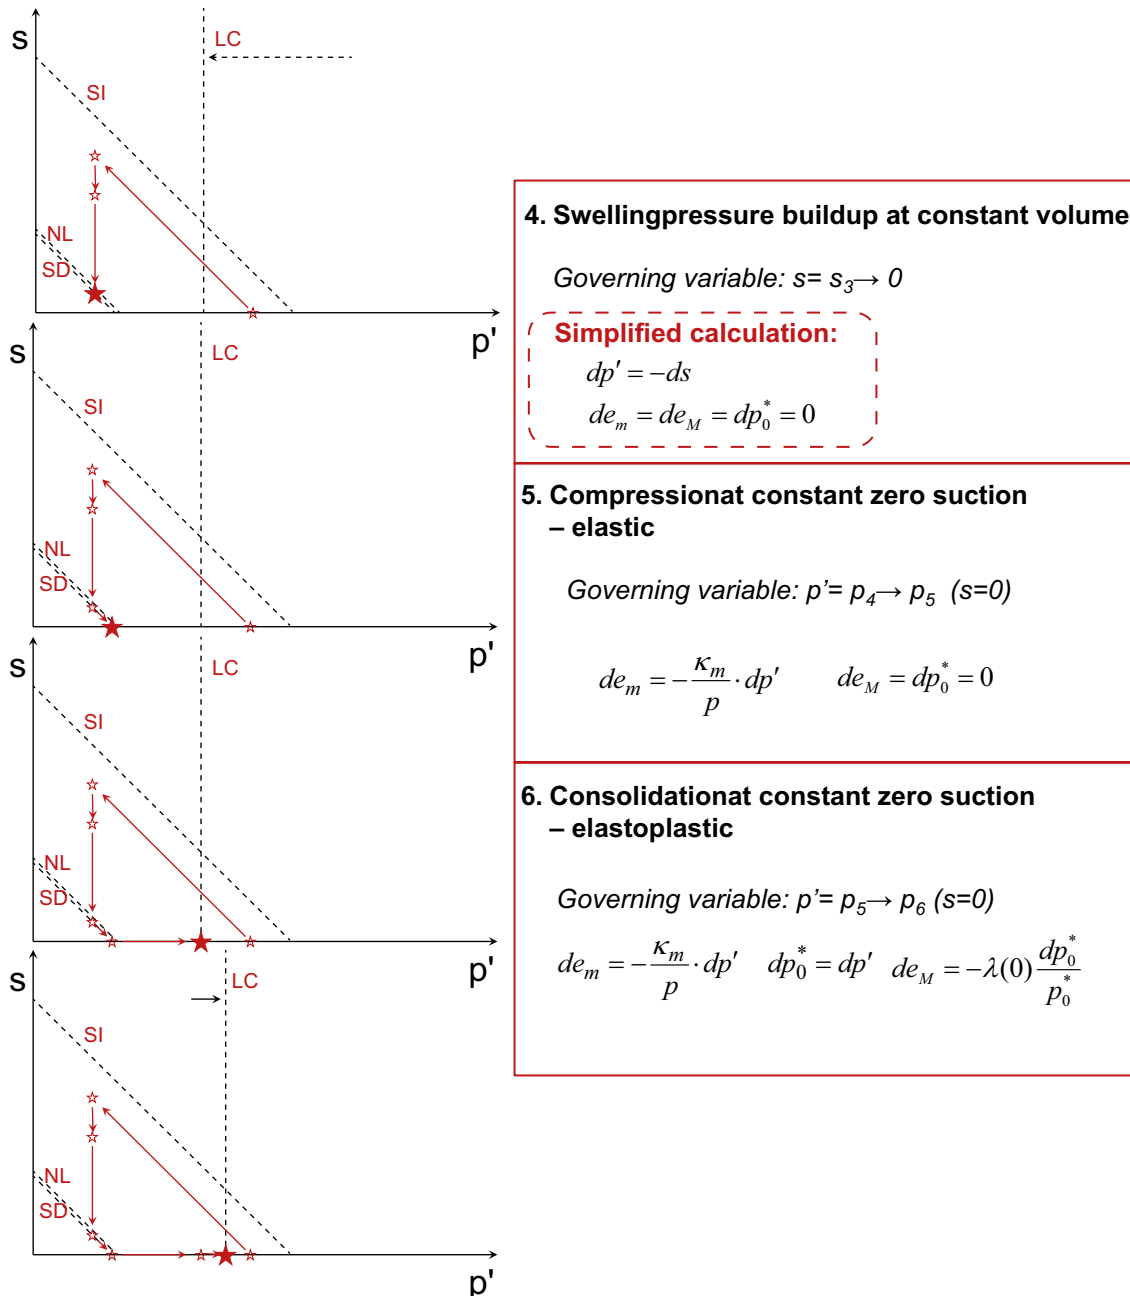 s
LC
SI
NL
SD
p'
4. Swellingpressure buildup at constant volume
Governing variable: s= s₃→ 0
Simplified calculation:
dp′ = −ds
deₘ = de_M = dp₀* = 0
s
LC
SI
NL
SD
p'
5. Compressionat constant zero suction
– elastic
Governing variable: p'= p₄→ p₅ (s=0)
deₘ = −κₘ/p · dp′ de_M = dp₀* = 0
s
LC
SI
NL
SD
p'
6. Consolidationat constant zero suction
– elastoplastic
Governing variable: p'= p₅→ p₆ (s=0)
deₘ = −κₘ/p · dp′ dp₀* = dp′ de_M = −λ(0) dp₀*/p₀*
s
LC
SI
NL
SD
p'